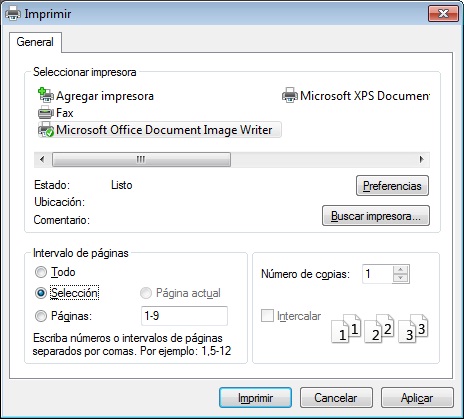 Imprimir
General
Seleccionar impresora
Agregar impresora
Microsoft XPS Document
Fax
Microsoft Office Document Image Writer
Estado: Listo
Preferencias
Ubicación:
Comentario:
Buscar impresora...
Intervalo de páginas
Todo
Selección
Página actual
Páginas: 1-9
Escriba números o intervalos de páginas
separados por comas. Por ejemplo: 1,5-12
Número de copias: 1
Intercalar
1 1 2 2 3 3
Imprimir
Cancelar
Aplicar